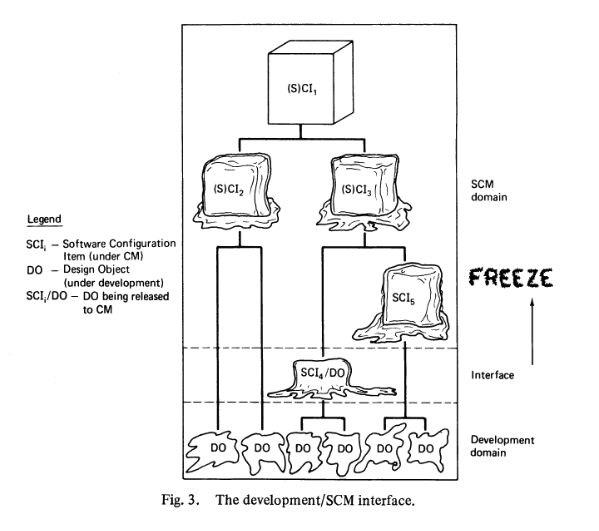 (S)CI₁
(S)CI₂
(S)CI₃
SCM
domain
Legend
SCIᵢ — Software Configuration
Item (under CM)
DO — Design Object
(under development)
SCIᵢ/DO — DO being released
to CM
FREEZE
SCI₅
SCI₄/DO
Interface
DO DO DO DO DO DO
Development
domain
Fig. 3. The development/SCM interface.